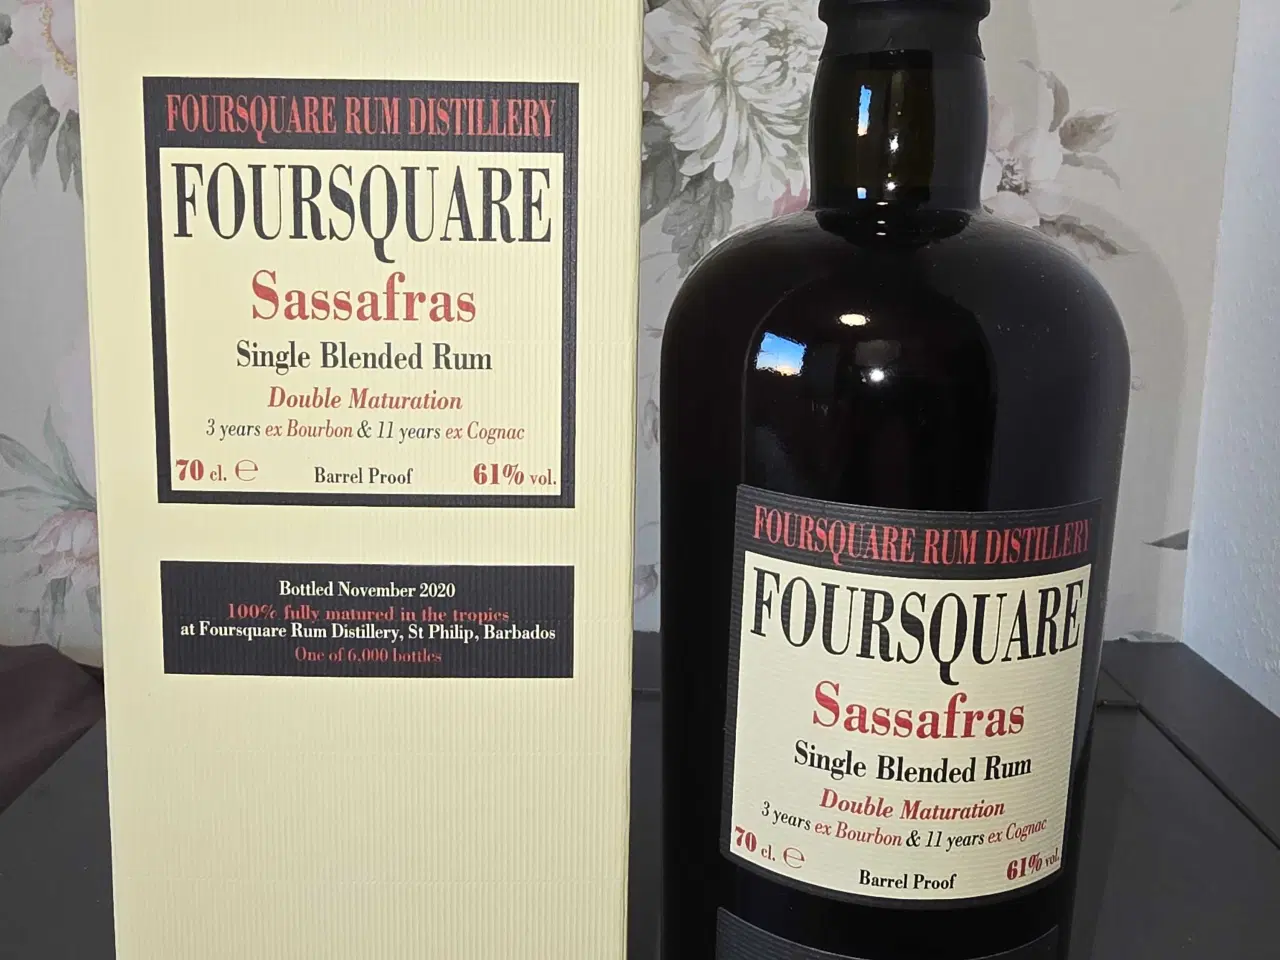 FOURSQUARE RUM DISTILLERY
FOURSQUARE
Sassafras
Single Blended Rum
Double Maturation
3 years ex Bourbon & 11 years ex Cognac
70 cl. ℮ Barrel Proof 61% vol.
Bottled November 2020
100% fully matured in the tropics
at Foursquare Rum Distillery, St Philip, Barbados
One of 6,000 bottles
FOURSQUARE RUM DISTILLERY
FOURSQUARE
Sassafras
Single Blended Rum
Double Maturation
3 years ex Bourbon & 11 years ex Cognac
70 cl. ℮ Barrel Proof 61% vol.